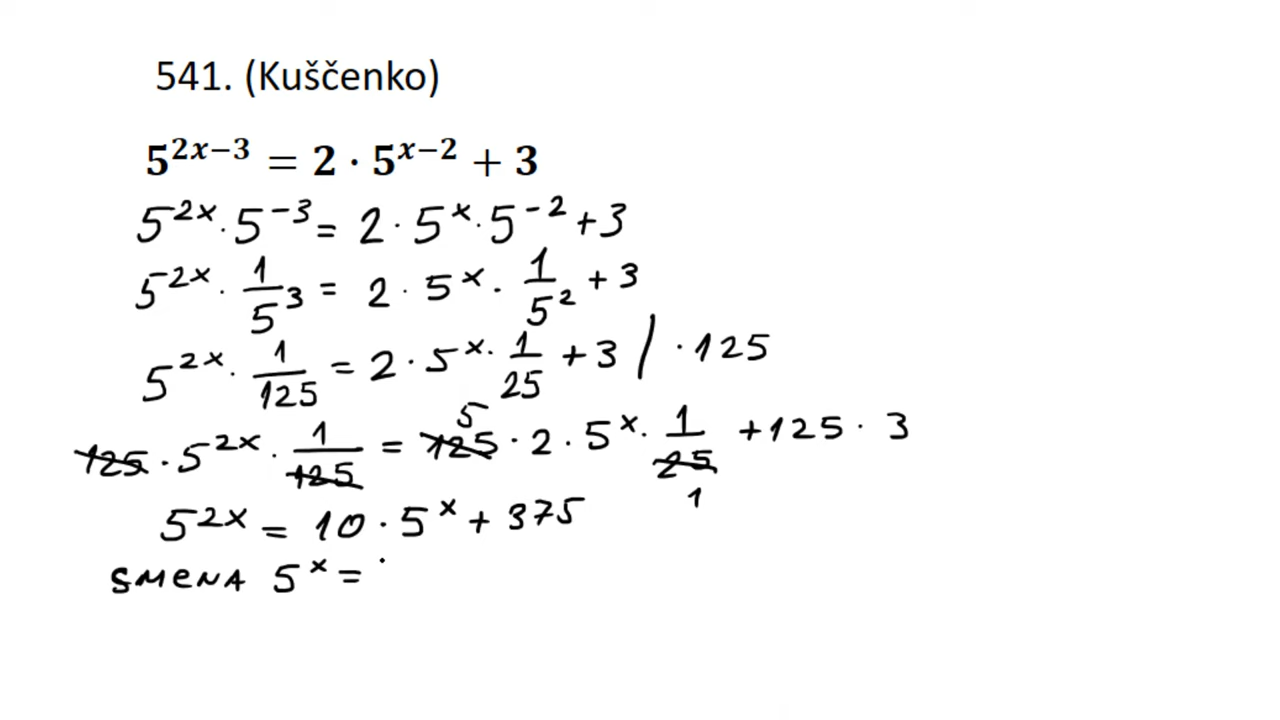 541. (Kuščenko)
5^{2x−3} = 2 · 5^{x−2} + 3
5^{2x} · 5^{−3} = 2 · 5^x · 5^{−2} + 3
5^{2x} · 1/5^3 = 2 · 5^x · 1/5^2 + 3
5^{2x} · 1/125 = 2 · 5^x · 1/25 + 3 / · 125
5
125 · 5^{2x} · 1/125 = 125 · 2 · 5^x · 1/25 + 125 · 3
1
5^{2x} = 10 · 5^x + 375
SMENA 5^x =